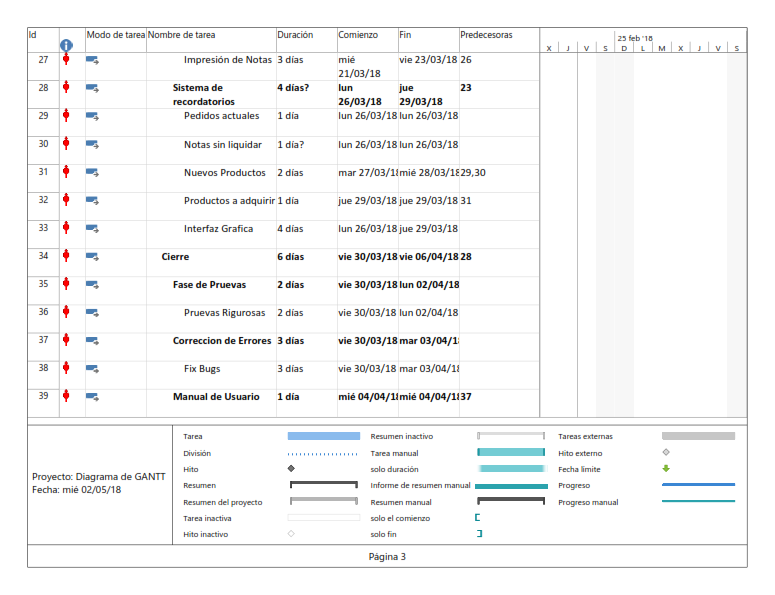 Id Modo de tarea Nombre de tarea Duración Comienzo Fin Predecesoras
25 feb '18
X J V S D L M X J V S
27 Impresión de Notas 3 días mié 21/03/18 vie 23/03/18 26
28 Sistema de recordatorios 4 días? lun 26/03/18 jue 29/03/18 23
29 Pedidos actuales 1 día lun 26/03/18 lun 26/03/18
30 Notas sin liquidar 1 día? lun 26/03/18 lun 26/03/18
31 Nuevos Productos 2 días mar 27/03/18 mié 28/03/18 29,30
32 Productos a adquirir 1 día jue 29/03/18 jue 29/03/18 31
33 Interfaz Grafica 4 días lun 26/03/18 jue 29/03/18
34 Cierre 6 días vie 30/03/18 vie 06/04/18 28
35 Fase de Pruevas 2 días vie 30/03/18 lun 02/04/18
36 Pruevas Rigurosas 2 días vie 30/03/18 lun 02/04/18
37 Correccion de Errores 3 días vie 30/03/18 mar 03/04/18
38 Fix Bugs 3 días vie 30/03/18 mar 03/04/18
39 Manual de Usuario 1 día mié 04/04/18 mié 04/04/18 37
Proyecto: Diagrama de GANTT
Fecha: mié 02/05/18
Tarea
División
Hito
Resumen
Resumen del proyecto
Tarea inactiva
Hito inactivo
Resumen inactivo
Tarea manual
solo duración
Informe de resumen manual
Resumen manual
solo el comienzo
solo fin
Tareas externas
Hito externo
Fecha límite
Progreso
Progreso manual
Página 3